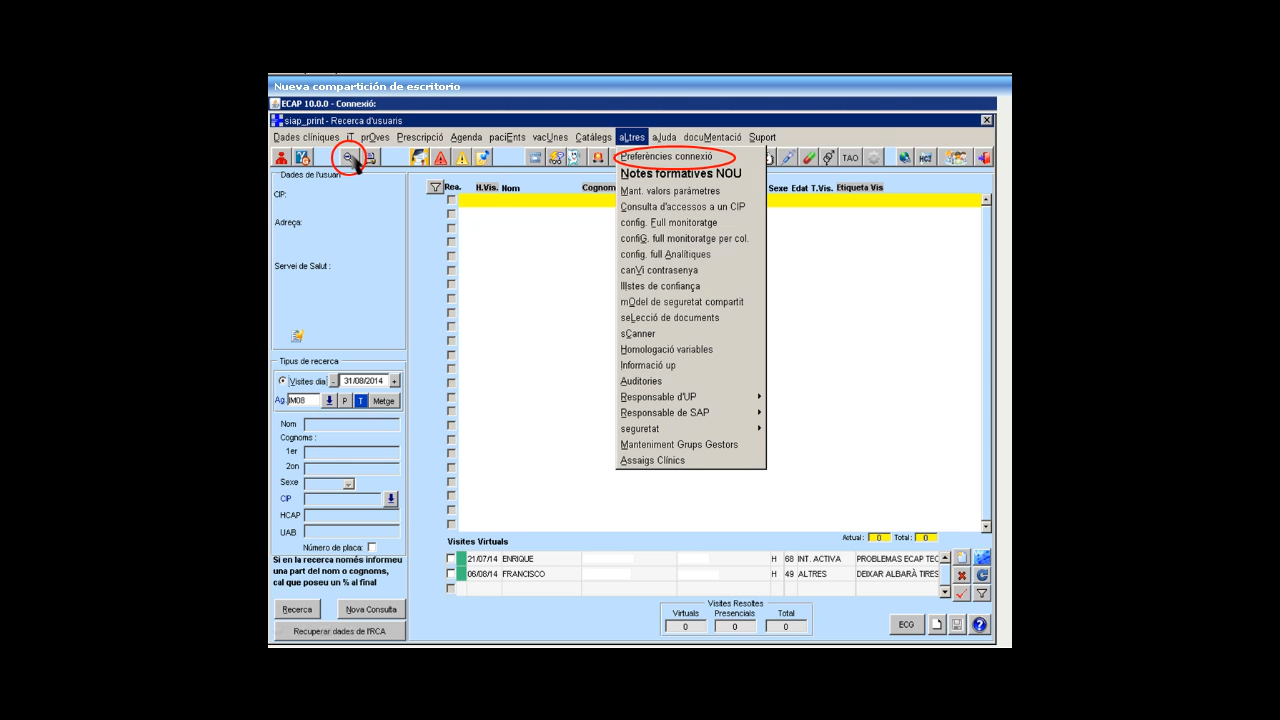 Nueva compartición de escritorio
ECAP 10.0.0 - Connexió:
siap_print - Recerca d'usuaris
Dades clíniques iT prOves Prescripció Agenda paciEnts vacUnes Catálegs aLtres aJuda docuMentació Suport
TAO HC3
Preferències connexió
Notes formatives NOU
Mant. valors paràmetres
Consulta d'accessos a un CIP
config. Full monitoratge
confiG. full monitoratge per col.
config. full Analítiques
canVi contrasenya
lIstes de confiança
mOdel de seguretat compartit
seLecció de documents
sCanner
Homologació variables
Informació up
Auditories
Responsable d'UP
Responsable de SAP
seguretat
Manteniment Grups Gestors
Assaigs Clínics
Dades de l'usuari
CIP:
Adreça:
Servei de Salut :
Rea. H.Vis. Nom Cognom Sexe Edat T.Vis. Etiqueta Vis
Tipus de recerca
Visites dia - 31/08/2014 +
Ag. IM08 P T Metge
Nom
Cognoms :
1er
2on
Sexe
CIP
HCAP
UAB
Número de placa:
Si en la recerca només informeu
una part del nom o cognoms,
cal que poseu un % al final
Recerca Nova Consulta
Recuperar dades de l'RCA
Actual : 0 Total : 0
Visites Virtuals
21/07/14 ENRIQUE H 68 INT. ACTIVA PROBLEMAS ECAP TEC
06/08/14 FRANCISCO H 49 ALTRES DEIXAR ALBARÀ TIRES
Visites Resoltes
Virtuals Presencials Total
0 0 0
ECG